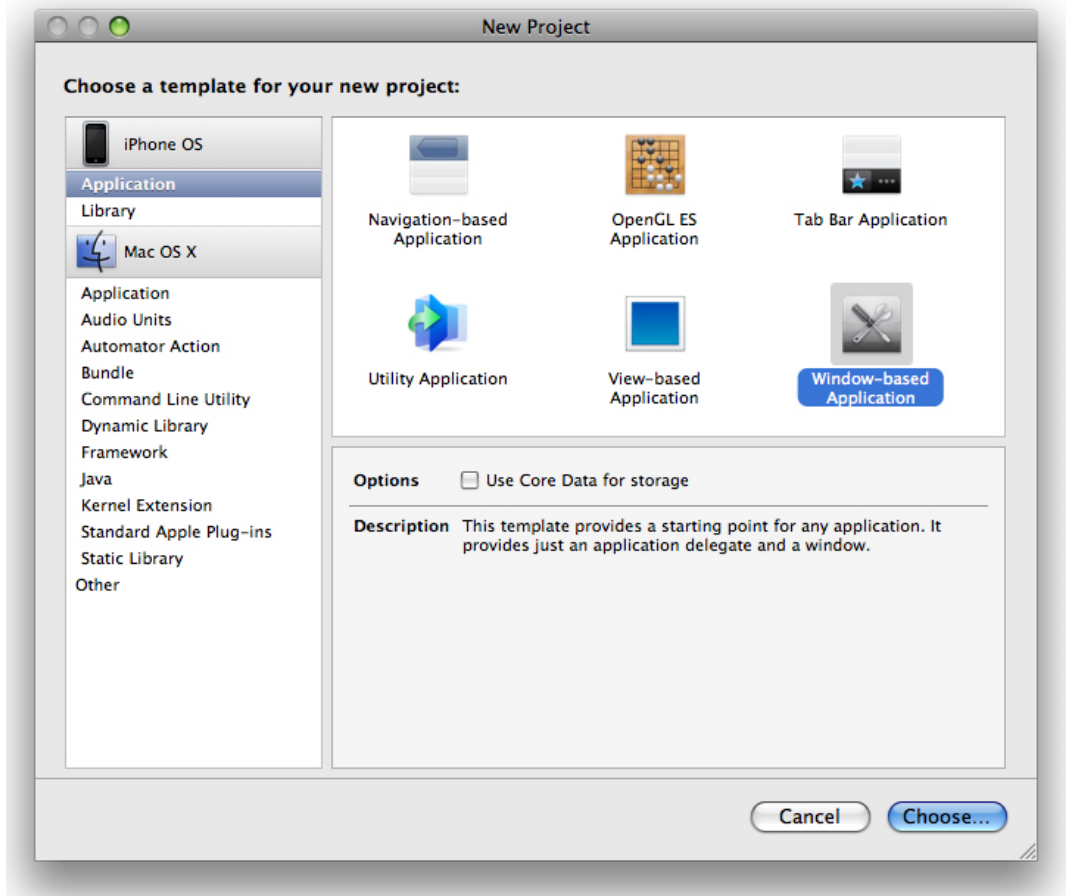 New Project
Choose a template for your new project:
iPhone OS
Application
Library
Mac OS X
Application
Audio Units
Automator Action
Bundle
Command Line Utility
Dynamic Library
Framework
Java
Kernel Extension
Standard Apple Plug-ins
Static Library
Other
Navigation-based
Application
OpenGL ES
Application
Tab Bar Application
Utility Application
View-based
Application
Window-based
Application
Options
Use Core Data for storage
Description
This template provides a starting point for any application. It
provides just an application delegate and a window.
Cancel
Choose...